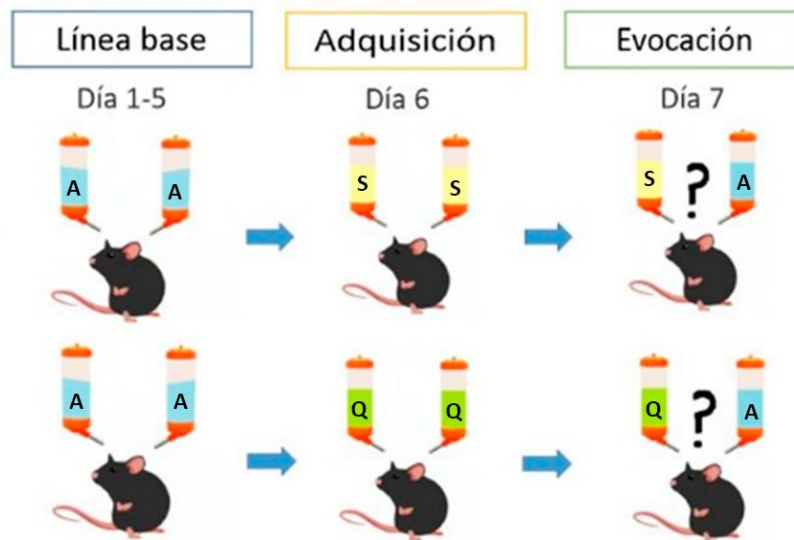 Línea base
Adquisición
Evocación
Día 1-5
Día 6
Día 7
A A
S S
S ? A
A A
Q Q
Q ? A